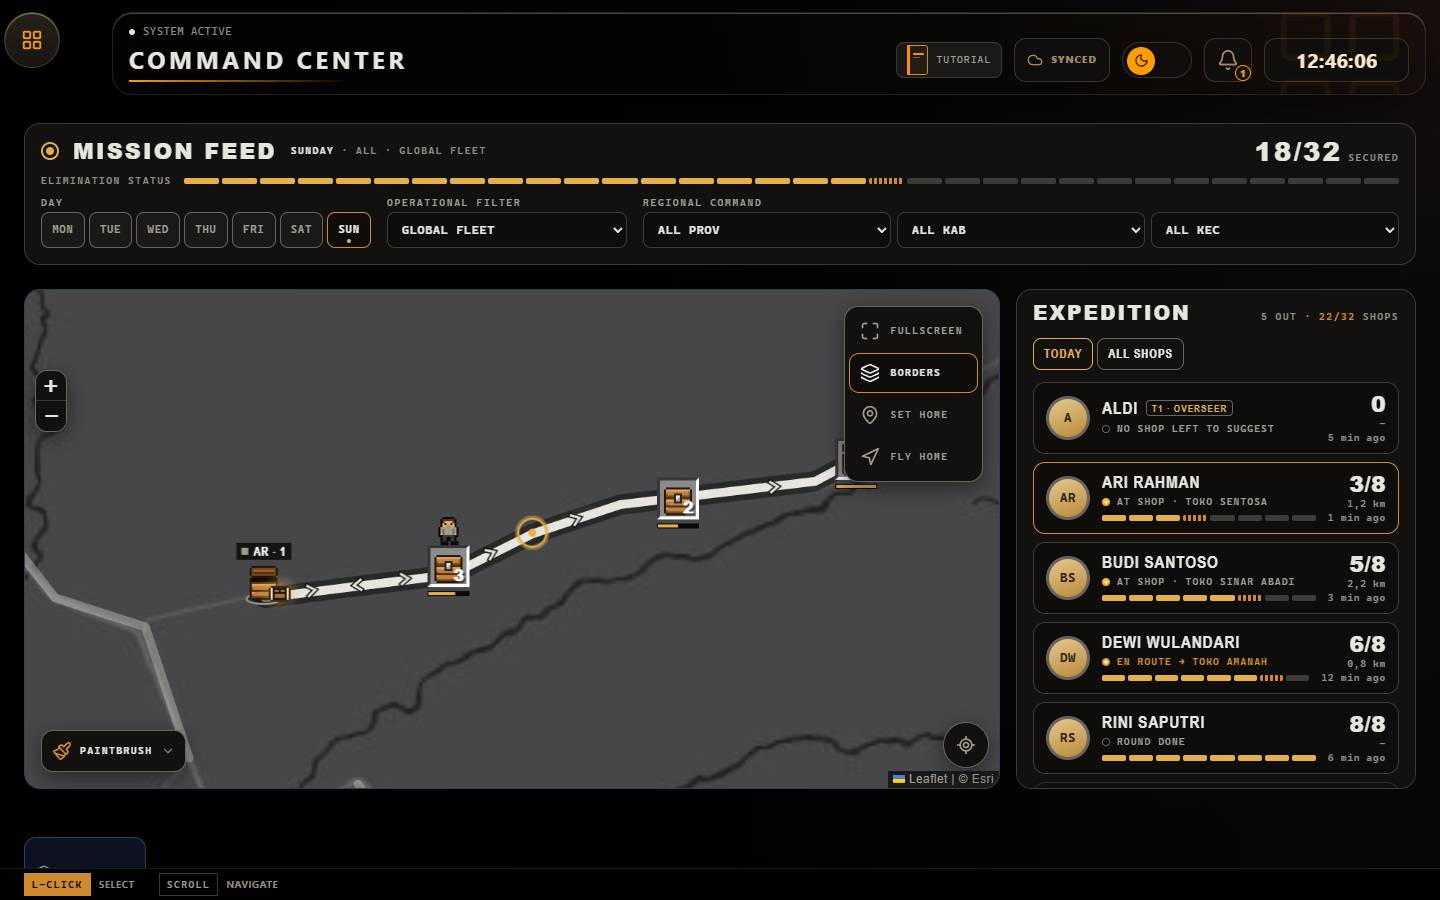 SYSTEM ACTIVE
COMMAND CENTER
TUTORIAL
SYNCED
1
12:46:06
MISSION FEED SUNDAY · ALL · GLOBAL FLEET
18/32 SECURED
ELIMINATION STATUS
DAY
MON TUE WED THU FRI SAT SUN
OPERATIONAL FILTER
GLOBAL FLEET
REGIONAL COMMAND
ALL PROV
ALL KAB
ALL KEC
+
−
FULLSCREEN
BORDERS
SET HOME
FLY HOME
2
3
AR · 1
PAINTBRUSH
Leaflet | © Esri
EXPEDITION
5 OUT · 22/32 SHOPS
TODAY
ALL SHOPS
A
ALDI T1 · OVERSEER
NO SHOP LEFT TO SUGGEST
0
–
5 min ago
AR
ARI RAHMAN
AT SHOP · TOKO SENTOSA
3/8
1,2 km
1 min ago
BS
BUDI SANTOSO
AT SHOP · TOKO SINAR ABADI
5/8
2,2 km
3 min ago
DW
DEWI WULANDARI
EN ROUTE → TOKO AMANAH
6/8
0,8 km
12 min ago
RS
RINI SAPUTRI
ROUND DONE
8/8
–
6 min ago
L-CLICK SELECT SCROLL NAVIGATE